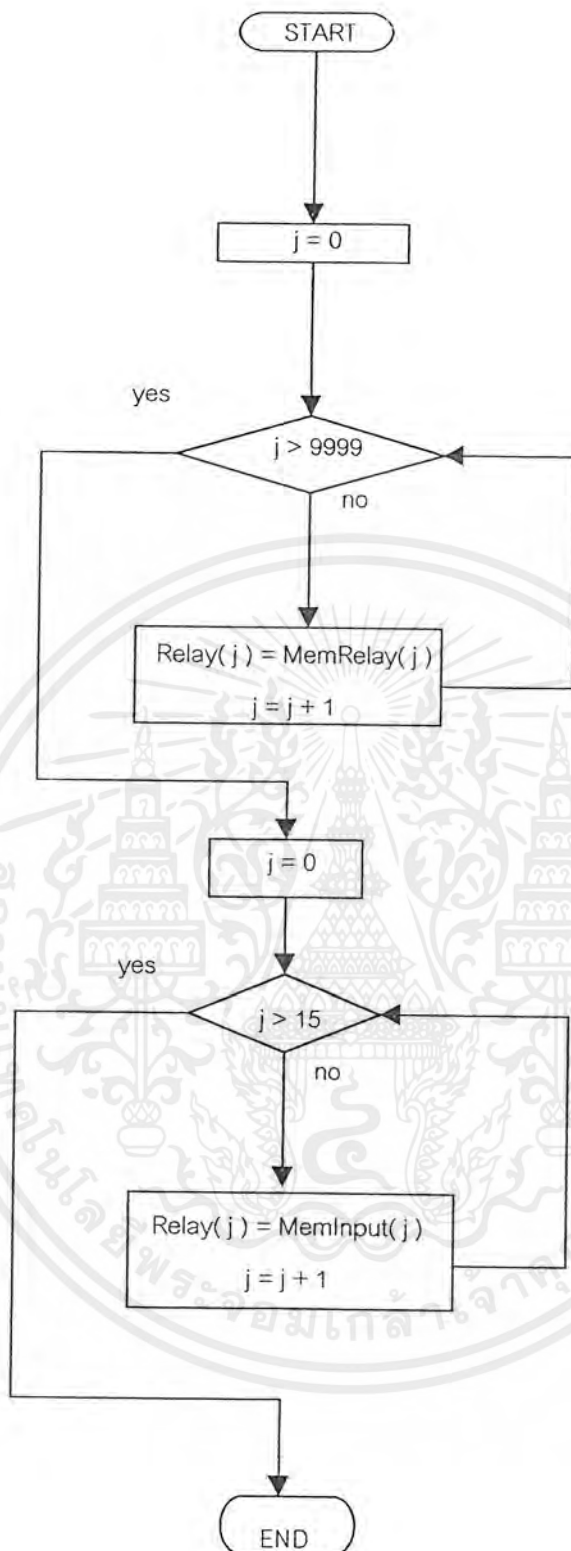 START
j = 0
yes
j > 9999
no
Relay( j ) = MemRelay( j )
j = j + 1
j = 0
yes
j > 15
no
Relay( j ) = MemInput( j )
j = j + 1
END